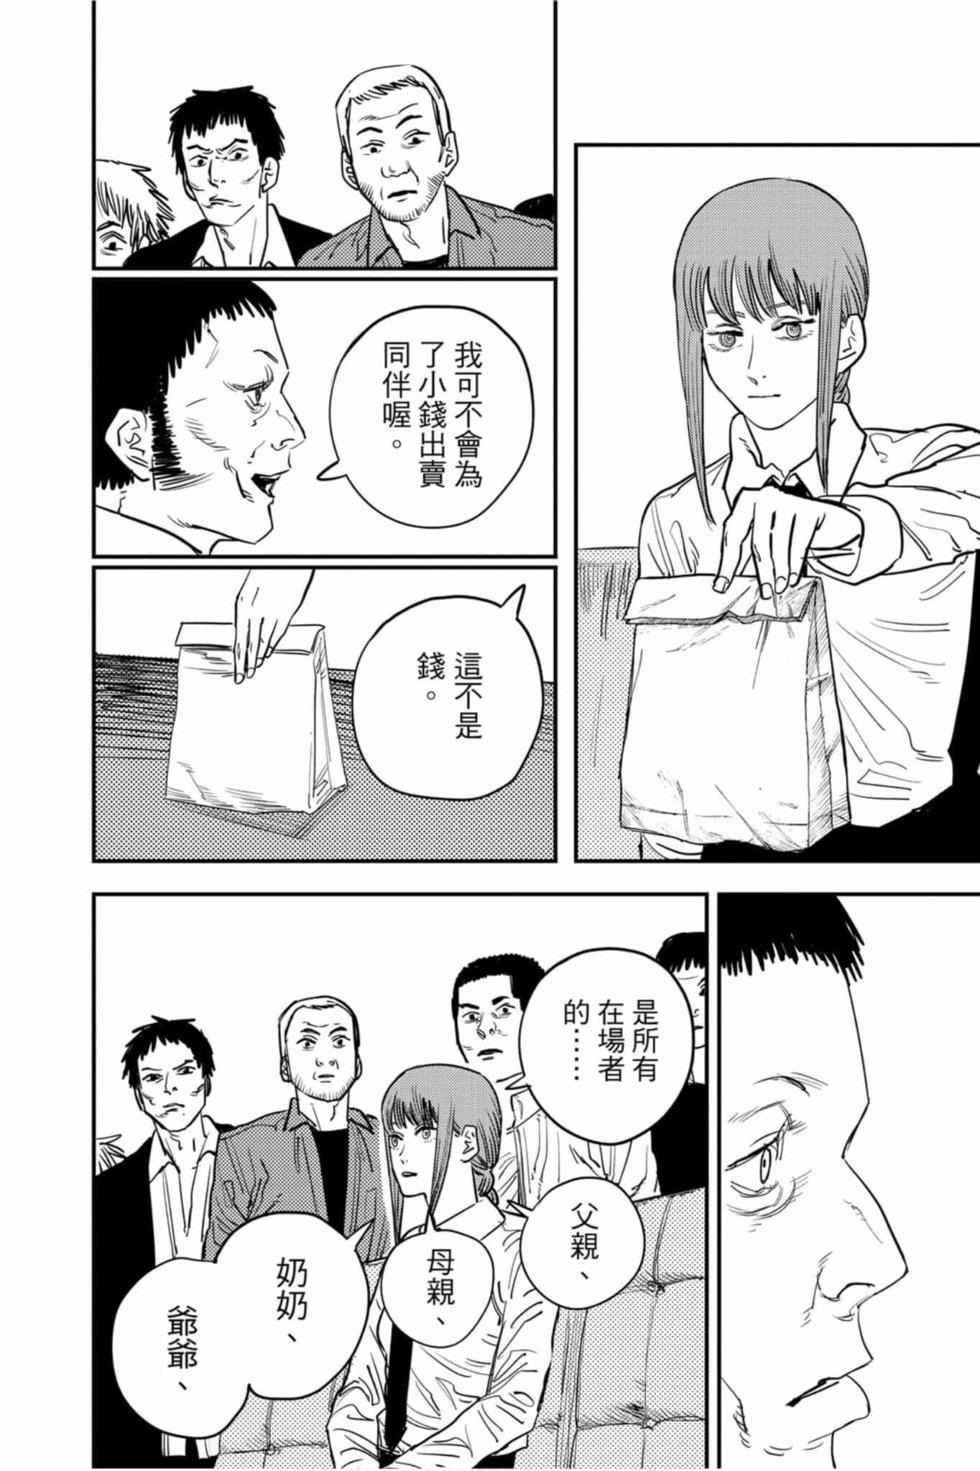 我可不會為
了小錢出賣
同伴喔。
這不是
錢。
是所有
在場者
的……
父親、
母親、
奶奶、
爺爺、